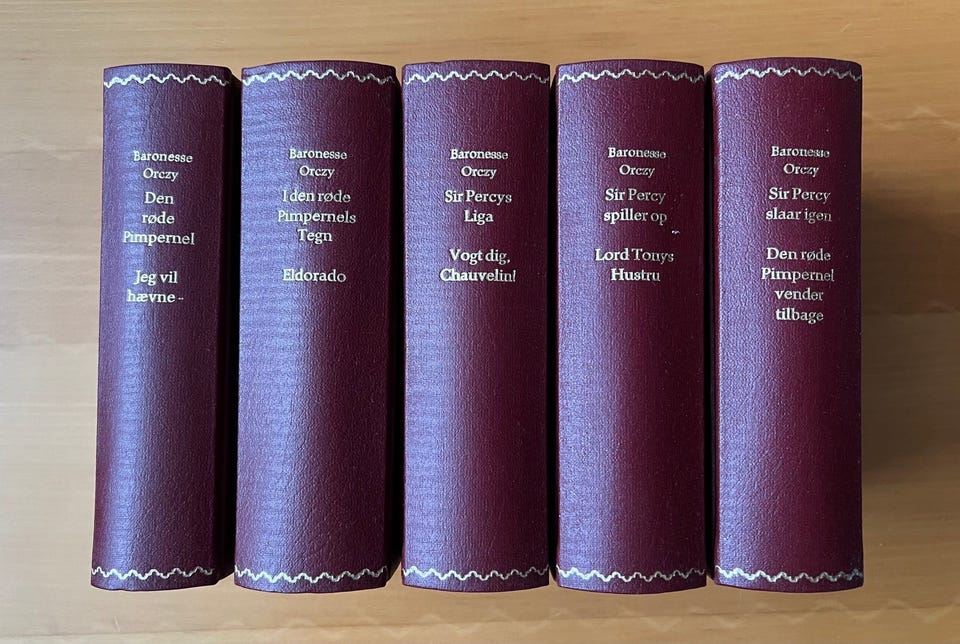 Baronesse
Orczy
Den
røde
Pimpernel
Jeg vil
hævne -
Baronesse
Orczy
I den røde
Pimpernels
Tegn
Eldorado
Baronesse
Orczy
Sir Percys
Liga
Vogt dig,
Chauvelin!
Baronesse
Orczy
Sir Percy
spiller op
Lord Tonys
Hustru
Baronesse
Orczy
Sir Percy
slaar igen
Den røde
Pimpernel
vender
tilbage